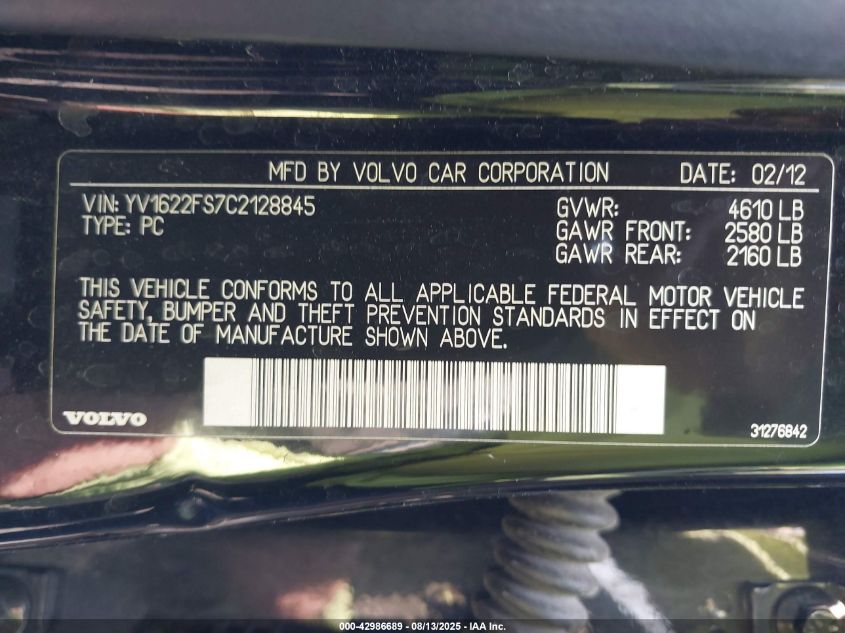 MFD BY VOLVO CAR CORPORATION DATE: 02/12
VIN: YV1622FS7C2128845 GVWR: 4610 LB
TYPE: PC GAWR FRONT: 2580 LB
GAWR REAR: 2160 LB
THIS VEHICLE CONFORMS TO ALL APPLICABLE FEDERAL MOTOR VEHICLE
SAFETY, BUMPER AND THEFT PREVENTION STANDARDS IN EFFECT ON
THE DATE OF MANUFACTURE SHOWN ABOVE.
VOLVO 31276842
000-42986689 - 08/13/2025 - IAA Inc.